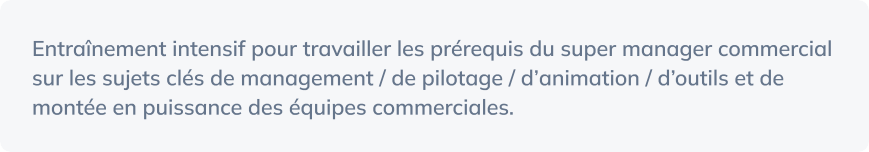 Entraînement intensif pour travailler les prérequis du super manager commercial
sur les sujets clés de management / de pilotage / d’animation / d’outils et de
montée en puissance des équipes commerciales.